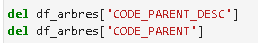 del df_arbres["CODE_PARENT_DESC"]
del df_arbres["CODE_PARENT"]